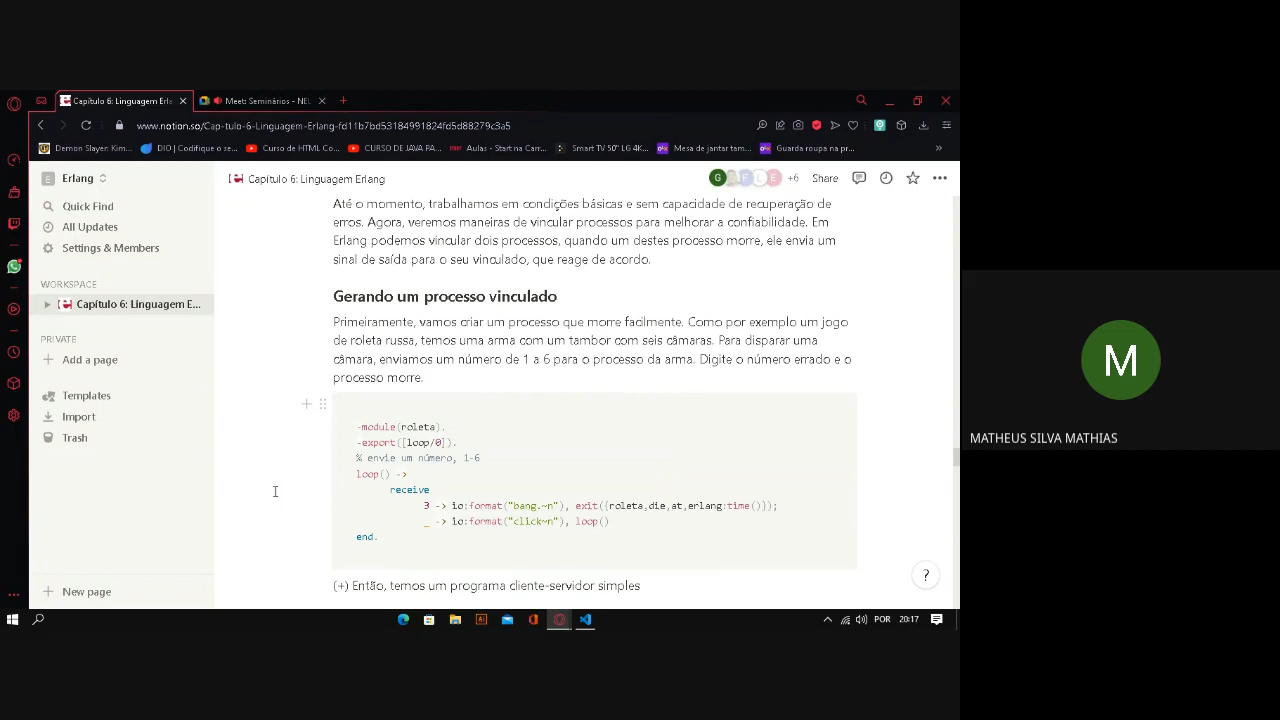 Capítulo 6: Linguagem Erla
Meet: Seminários - NEL
www.notion.so/Cap-tulo-6-Linguagem-Erlang-fd11b7bd53184991824fd5d88279c3a5
Demon Slayer: Kim...
DIO | Codifique o se...
Curso de HTML Co...
CURSO DE JAVA PA...
Aulas - Start na Carr...
Smart TV 50" LG 4K...
Mesa de jantar tam...
Guarda roupa na pr...
»
Erlang
Capítulo 6: Linguagem Erlang
G
F
L
E
+6
Share
Quick Find
All Updates
Settings & Members
WORKSPACE
Capítulo 6: Linguagem E...
PRIVATE
Add a page
Templates
Import
Trash
New page
Até o momento, trabalhamos em condições básicas e sem capacidade de recuperação de
erros. Agora, veremos maneiras de vincular processos para melhorar a confiabilidade. Em
Erlang podemos vincular dois processos, quando um destes processo morre, ele envia um
sinal de saída para o seu vinculado, que reage de acordo.
Gerando um processo vinculado
Primeiramente, vamos criar um processo que morre facilmente. Como por exemplo um jogo
de roleta russa, temos uma arma com um tambor com seis câmaras. Para disparar uma
câmara, enviamos um número de 1 a 6 para o processo da arma. Digite o número errado e o
processo morre.
-module(roleta).
-export([loop/0]).
% envie um número, 1-6
loop() ->
receive
3 -> io:format("bang.~n"), exit({roleta,die,at,erlang:time()});
_ -> io:format("click~n"), loop()
end.
(+) Então, temos um programa cliente-servidor simples
?
POR
20:17
M
MATHEUS SILVA MATHIAS